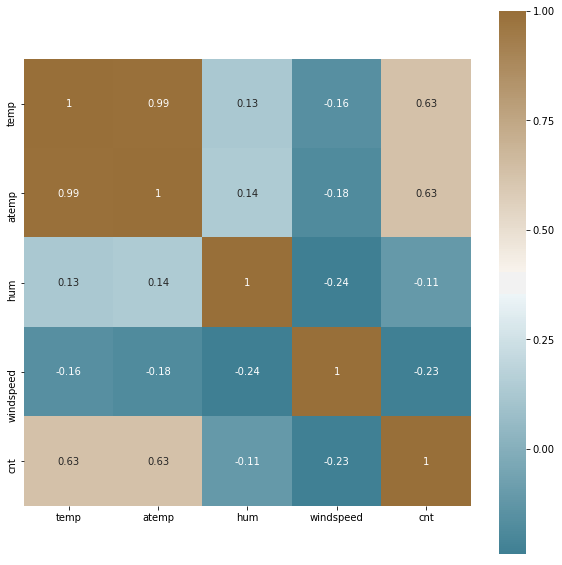 1.00
temp 1 0.99 0.13 -0.16 0.63
0.75
atemp 0.99 1 0.14 -0.18 0.63
0.50
hum 0.13 0.14 1 -0.24 -0.11
0.25
windspeed -0.16 -0.18 -0.24 1 -0.23
0.00
cnt 0.63 0.63 -0.11 -0.23 1
temp atemp hum windspeed cnt